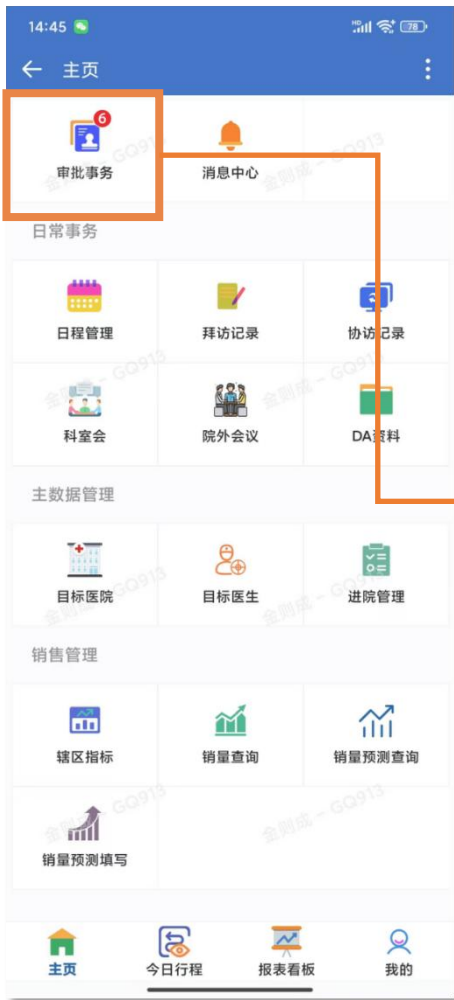 14:45 HD 78
主页
6
审批事务 消息中心
日常事务
日程管理 拜访记录 协访记录
科室会 院外会议 DA资料
主数据管理
目标医院 目标医生 进院管理
销售管理
辖区指标 销量查询 销量预测查询
销量预测填写
主页 今日行程 报表看板 我的